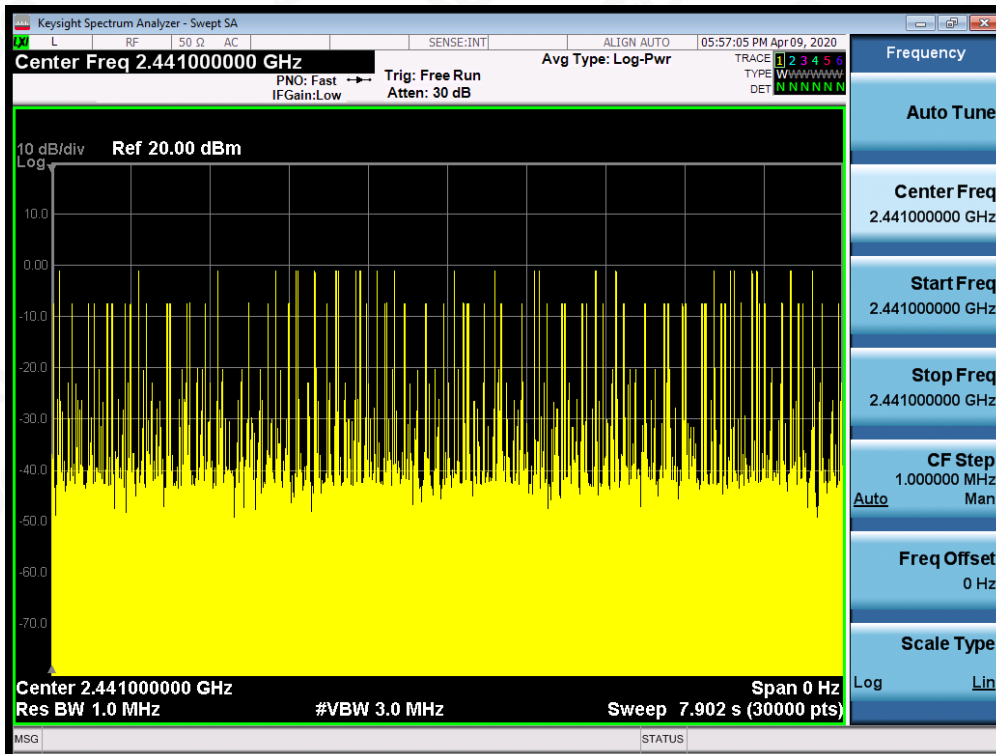 Keysight Spectrum Analyzer - Swept SA
LXI L RF 50 Ω AC SENSE:INT ALIGN AUTO 05:57:05 PM Apr 09, 2020
Center Freq 2.441000000 GHz
PNO: Fast
IFGain:Low
Trig: Free Run
Atten: 30 dB
Avg Type: Log-Pwr
TRACE 1 2 3 4 5 6
TYPE WWWWWW
DET N N N N N N
10 dB/div
Log
Ref 20.00 dBm
10.0
0.00
-10.0
-20.0
-30.0
-40.0
-50.0
-60.0
-70.0
Center 2.441000000 GHz
Span 0 Hz
Res BW 1.0 MHz
#VBW 3.0 MHz
Sweep 7.902 s (30000 pts)
MSG
STATUS
Frequency
Auto Tune
Center Freq
2.441000000 GHz
Start Freq
2.441000000 GHz
Stop Freq
2.441000000 GHz
CF Step
1.000000 MHz
Auto Man
Freq Offset
0 Hz
Scale Type
Log Lin